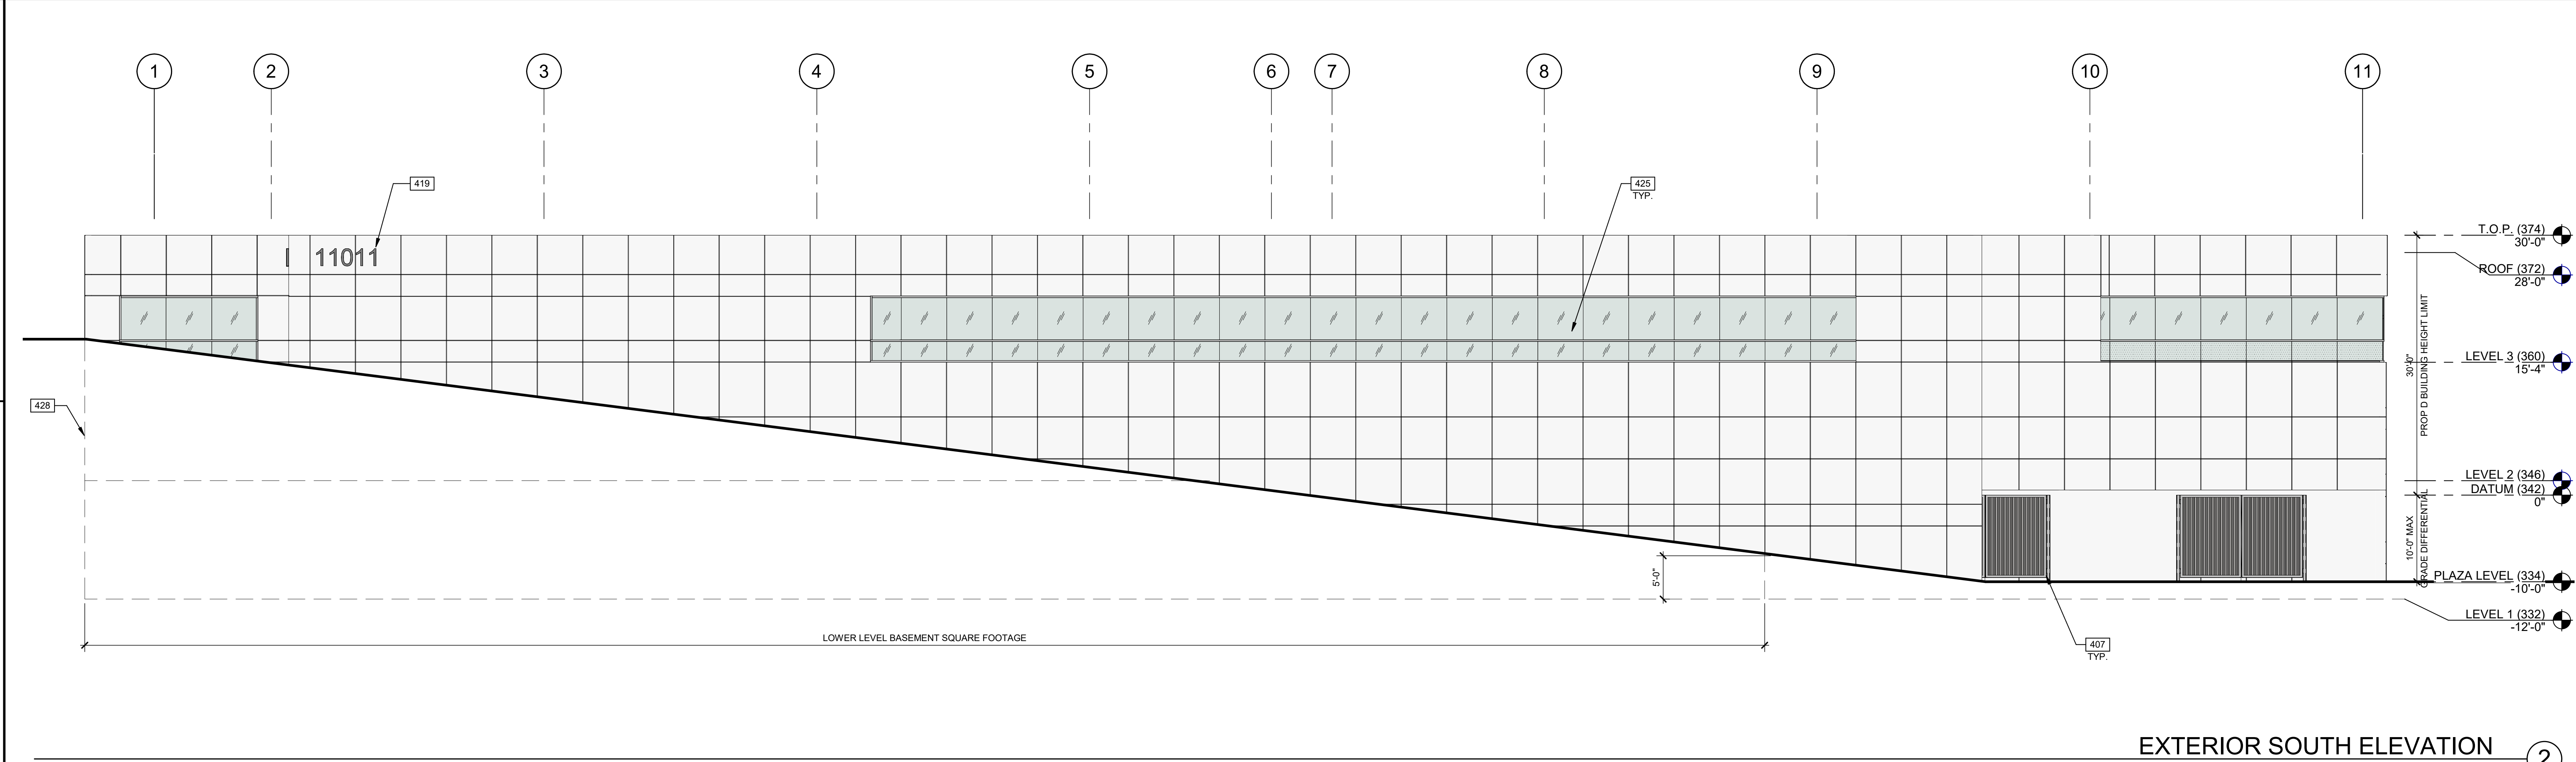 1 2 3 4 5 6 7 8 9 10 11
419
425
TYP.
11011
T.O.P. (374)
30'-0"
ROOF (372)
28'-0"
PROP D BUILDING HEIGHT LIMIT
30'-0"
LEVEL 3 (360)
15'-4"
428
LEVEL 2 (346)
DATUM (342)
0"
10'-0" MAX
GRADE DIFFERENTIAL
5'-0"
PLAZA LEVEL (334)
-10'-0"
LEVEL 1 (332)
-12'-0"
LOWER LEVEL BASEMENT SQUARE FOOTAGE
407
TYP.
EXTERIOR SOUTH ELEVATION
2